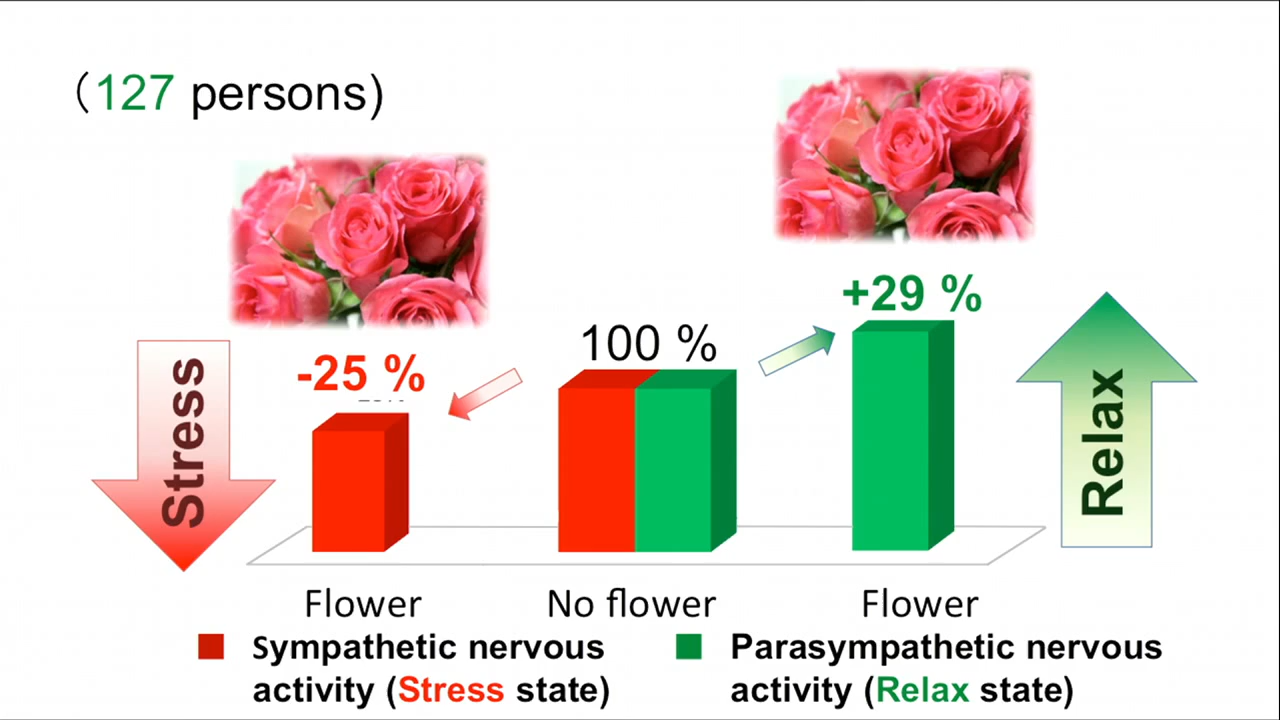 （127 persons)
+29 %
100 %
-25 %
Stress
Relax
Flower
No flower
Flower
Sympathetic nervous
activity (Stress state)
Parasympathetic nervous
activity (Relax state)